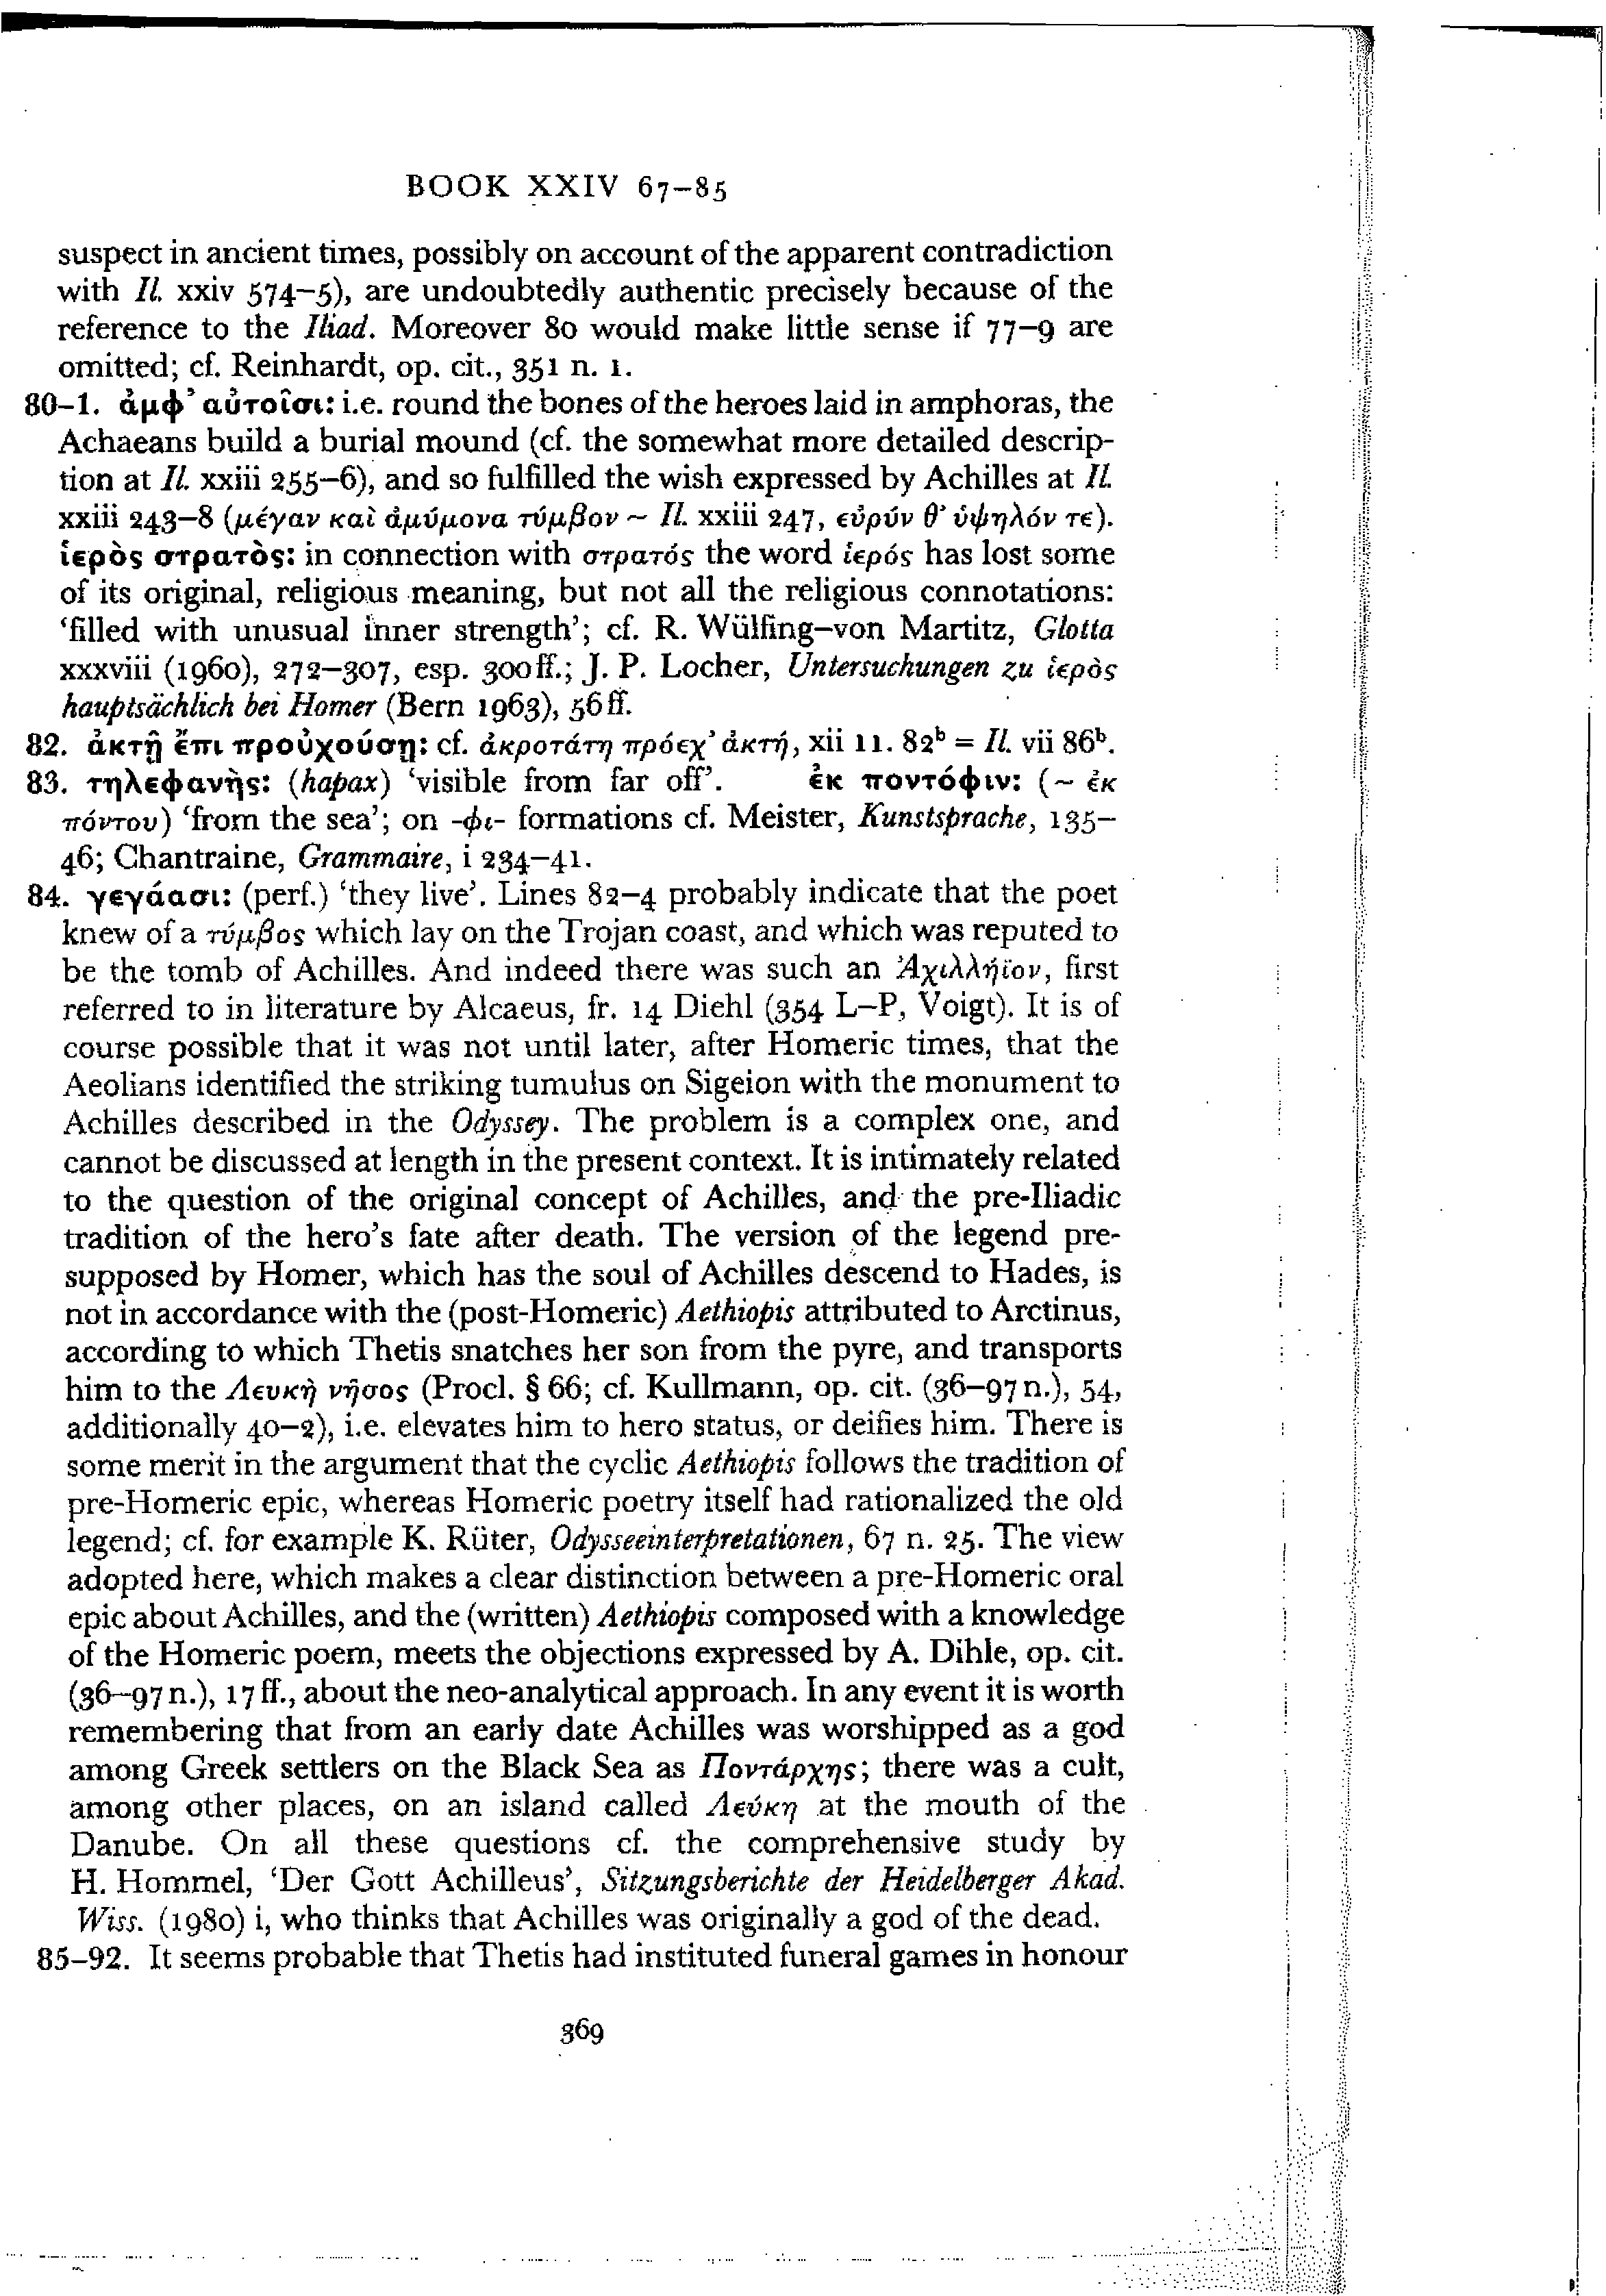 BOOK XXIV 67–85
suspect in ancient times, possibly on account of the apparent contradiction
with Il. xxiv 574–5), are undoubtedly authentic precisely because of the
reference to the Iliad. Moreover 80 would make little sense if 77–9 are
omitted; cf. Reinhardt, op. cit., 351 n. 1.
80–1. ἀμφ’ αὐτοῖσι: i.e. round the bones of the heroes laid in amphoras, the
Achaeans build a burial mound (cf. the somewhat more detailed descrip-
tion at Il. xxiii 255–6), and so fulfilled the wish expressed by Achilles at Il.
xxiii 243–8 (μέγαν καὶ ἀμύμονα τύμβον ~ Il. xxiii 247, εὐρύν θ’ ὑψηλόν τε).
ἱερὸς στρατὸς: in connection with στρατός the word ἱερός has lost some
of its original, religious meaning, but not all the religious connotations:
‘filled with unusual inner strength’; cf. R. Wülfing–von Martitz, Glotta
xxxviii (1960), 272–307, esp. 300 ff.; J. P. Locher, Untersuchungen zu ἱερὸς
hauptsächlich bei Homer (Bern 1963), 56 ff.
82. ἀκτῇ ἔπι προὐχούσῃ: cf. ἀκροτάτῃ πρόεχ’ ἀκτῇ, xii 11. 82ᵇ = Il. vii 86ᵇ.
83. τηλεφανὴς: (hapax) ‘visible from far off’. ἐκ ποντόφιν: (~ ἐκ
πόντου) ‘from the sea’; on -φι- formations cf. Meister, Kunstsprache, 135–
46; Chantraine, Grammaire, i 234–41.
84. γεγάασι: (perf.) ‘they live’. Lines 82–4 probably indicate that the poet
knew of a τύμβος which lay on the Trojan coast, and which was reputed to
be the tomb of Achilles. And indeed there was such an Ἀχιλλήϊον, first
referred to in literature by Alcaeus, fr. 14 Diehl (354 L–P, Voigt). It is of
course possible that it was not until later, after Homeric times, that the
Aeolians identified the striking tumulus on Sigeion with the monument to
Achilles described in the Odyssey. The problem is a complex one, and
cannot be discussed at length in the present context. It is intimately related
to the question of the original concept of Achilles, and the pre-Iliadic
tradition of the hero’s fate after death. The version of the legend pre-
supposed by Homer, which has the soul of Achilles descend to Hades, is
not in accordance with the (post-Homeric) Aethiopis attributed to Arctinus,
according to which Thetis snatches her son from the pyre, and transports
him to the Λευκὴ νῆσος (Procl. § 66; cf. Kullmann, op. cit. (36–97 n.), 54,
additionally 40–2), i.e. elevates him to hero status, or deifies him. There is
some merit in the argument that the cyclic Aethiopis follows the tradition of
pre-Homeric epic, whereas Homeric poetry itself had rationalized the old
legend; cf. for example K. Rüter, Odysseeinterpretationen, 67 n. 25. The view
adopted here, which makes a clear distinction between a pre-Homeric oral
epic about Achilles, and the (written) Aethiopis composed with a knowledge
of the Homeric poem, meets the objections expressed by A. Dihle, op. cit.
(36–97 n.), 17 ff., about the neo-analytical approach. In any event it is worth
remembering that from an early date Achilles was worshipped as a god
among Greek settlers on the Black Sea as Ποντάρχης; there was a cult,
among other places, on an island called Λεύκη at the mouth of the
Danube. On all these questions cf. the comprehensive study by
H. Hommel, ‘Der Gott Achilleus’, Sitzungsberichte der Heidelberger Akad.
Wiss. (1980) i, who thinks that Achilles was originally a god of the dead.
85–92. It seems probable that Thetis had instituted funeral games in honour
369